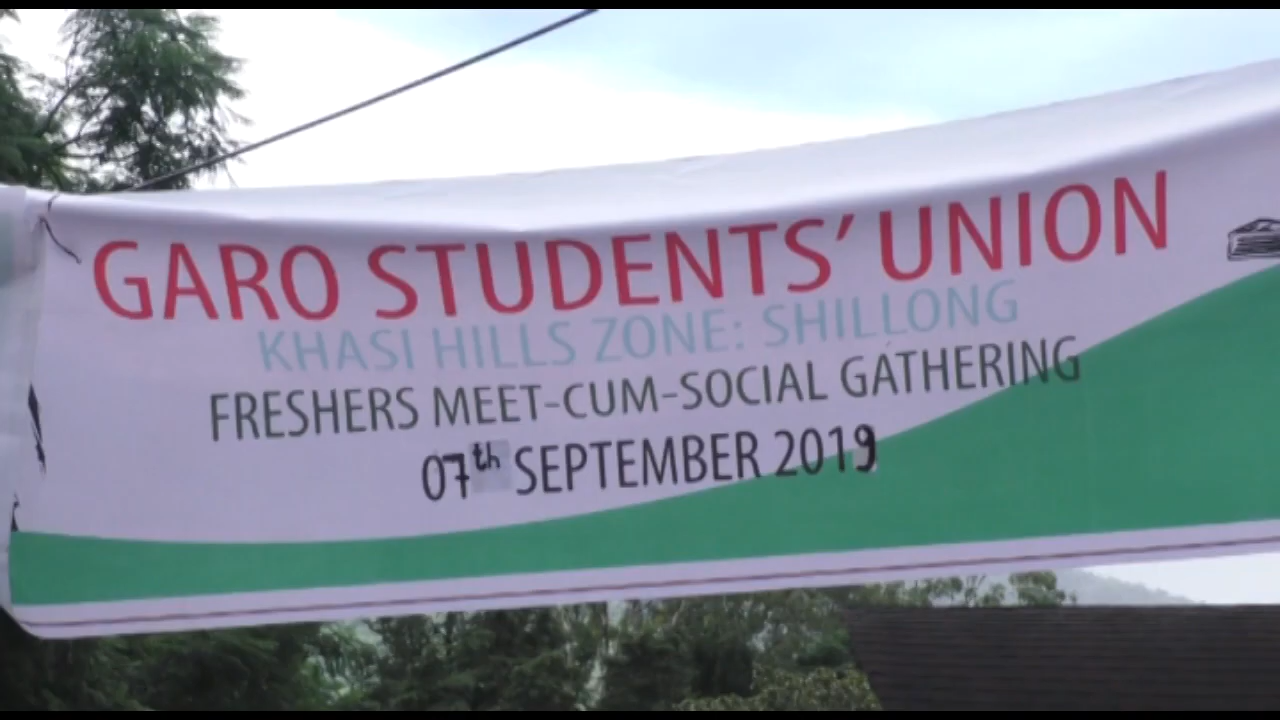 GARO STUDENTS' UNION
KHASI HILLS ZONE: SHILLONG
FRESHERS MEET-CUM-SOCIAL GATHERING
07th SEPTEMBER 2019